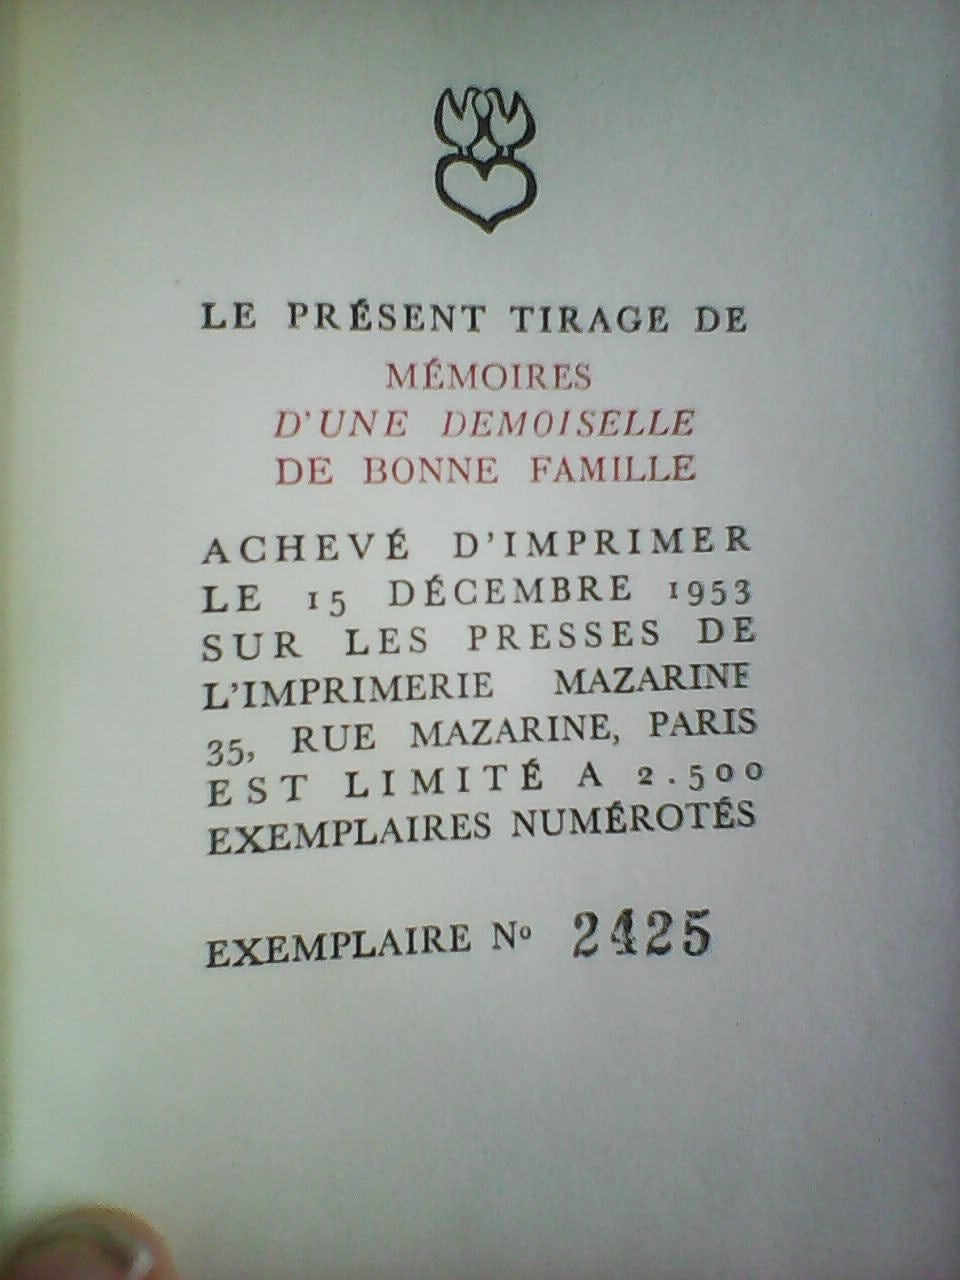 LE PRÉSENT TIRAGE DE
MÉMOIRES
D'UNE DEMOISELLE
DE BONNE FAMILLE
ACHEVÉ D'IMPRIMER
LE 15 DÉCEMBRE 1953
SUR LES PRESSES DE
L'IMPRIMERIE MAZARINE
35, RUE MAZARINE, PARIS
EST LIMITÉ A 2.500
EXEMPLAIRES NUMÉROTÉS
EXEMPLAIRE Nº 2425